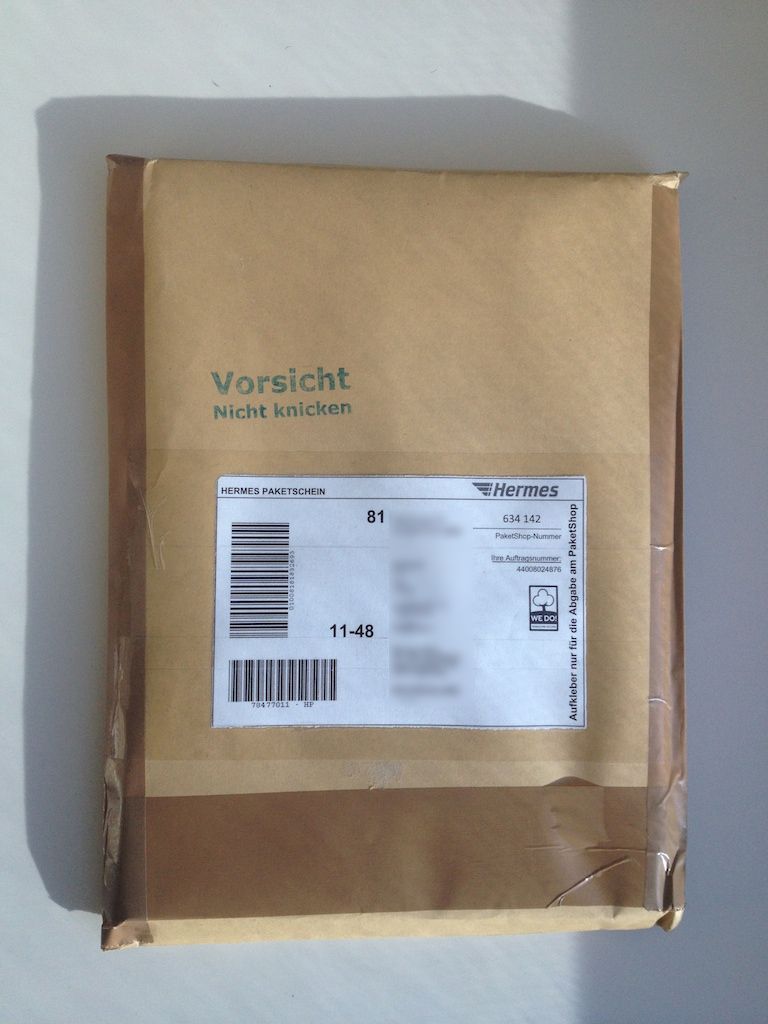 Vorsicht
Nicht knicken
HERMES PAKETSCHEIN
Hermes
81
634 142
PaketShop-Nummer
Ihre Auftragsnummer:
44008024876
WE DO!
11-48
78477011 - HP
Aufkleber nur für die Abgabe am PaketShop